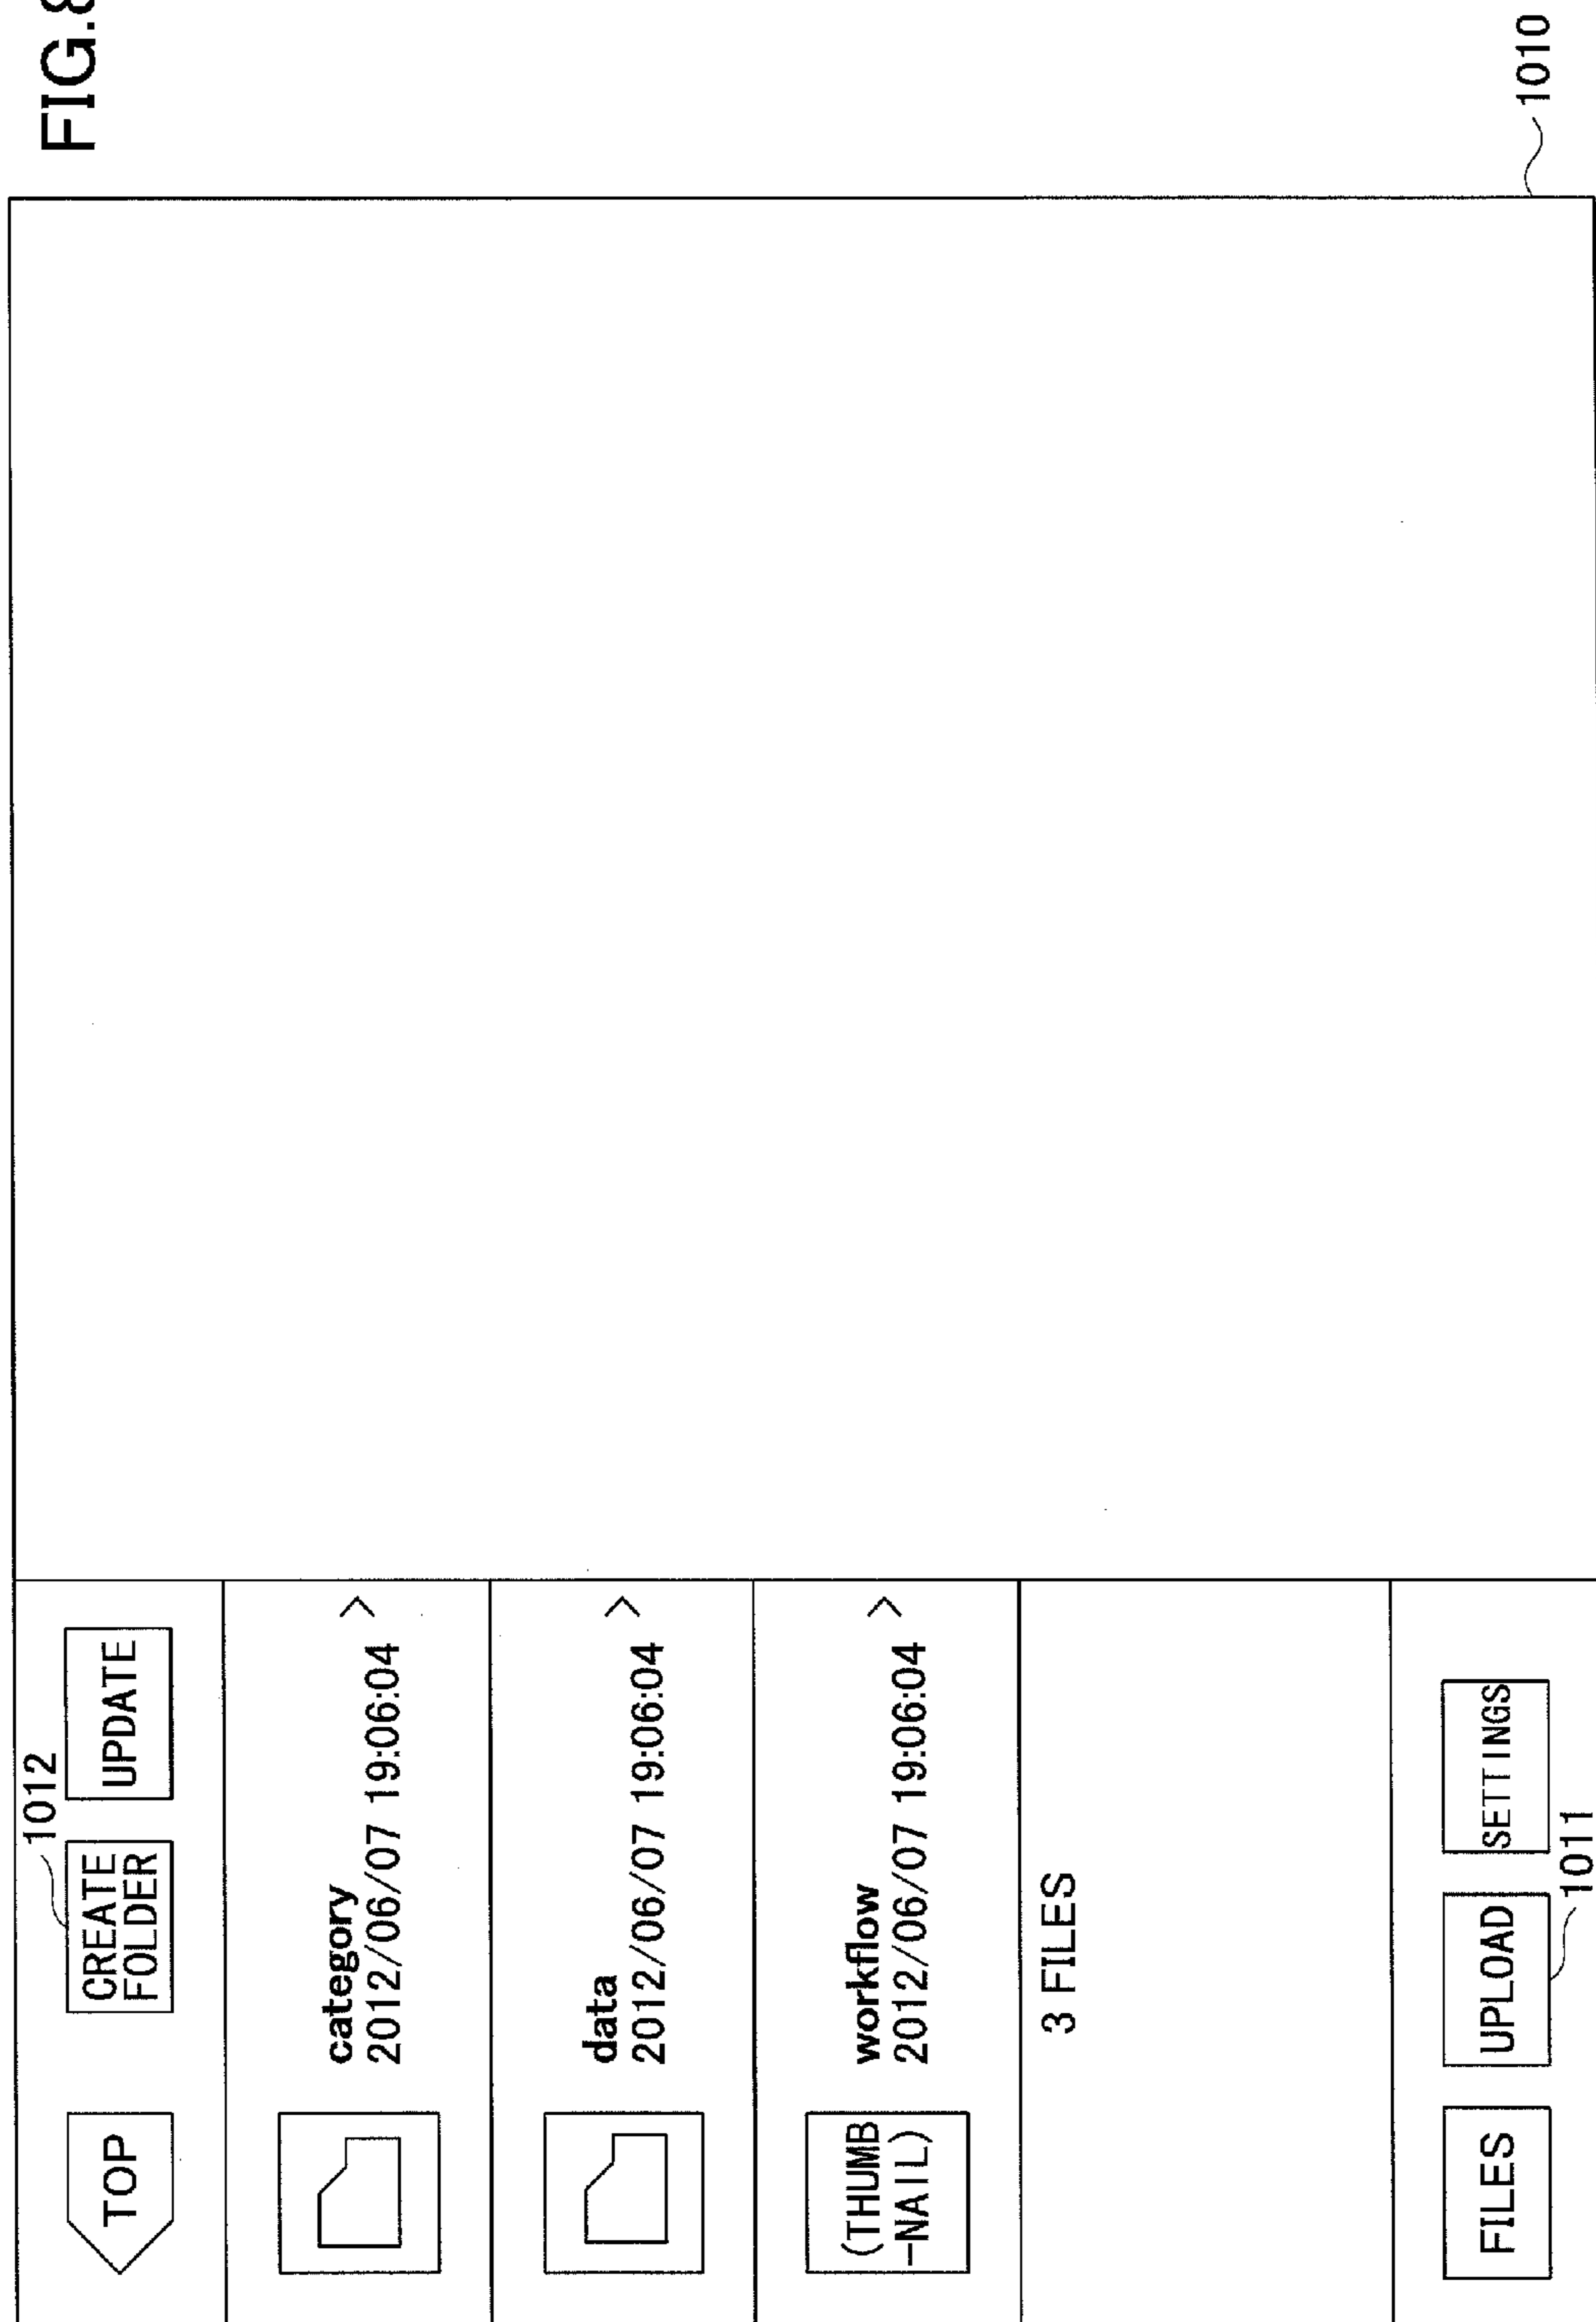 FIG.8
1012
TOP
CREATE
FOLDER
UPDATE
category
2012/06/07 19:06:04 >
data
2012/06/07 19:06:04 >
(THUMB
-NAIL)
workflow
2012/06/07 19:06:04 >
3 FILES
FILES
UPLOAD
SETTINGS
1011
1010